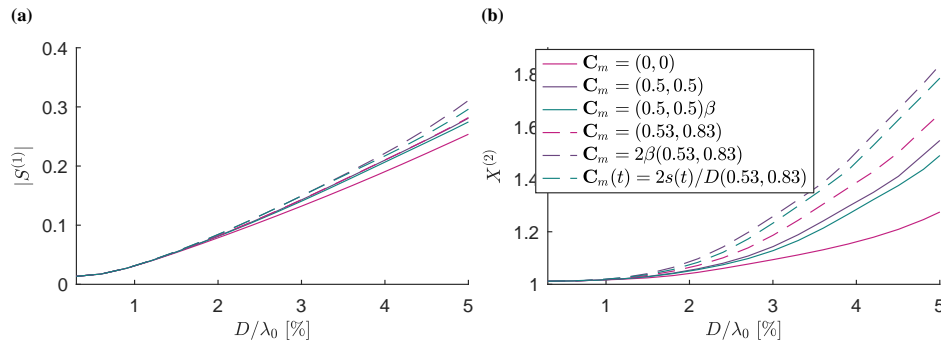 (a)
(b)
0.4
0.3
0.2
0.1
0
|S^{(1)}|
1 2 3 4 5
D/λ_0 [%]
1.8
1.6
1.4
1.2
1
X^{(2)}
C_m = (0, 0)
C_m = (0.5, 0.5)
C_m = (0.5, 0.5)β
C_m = (0.53, 0.83)
C_m = 2β(0.53, 0.83)
C_m(t) = 2s(t)/D(0.53, 0.83)
1 2 3 4 5
D/λ_0 [%]